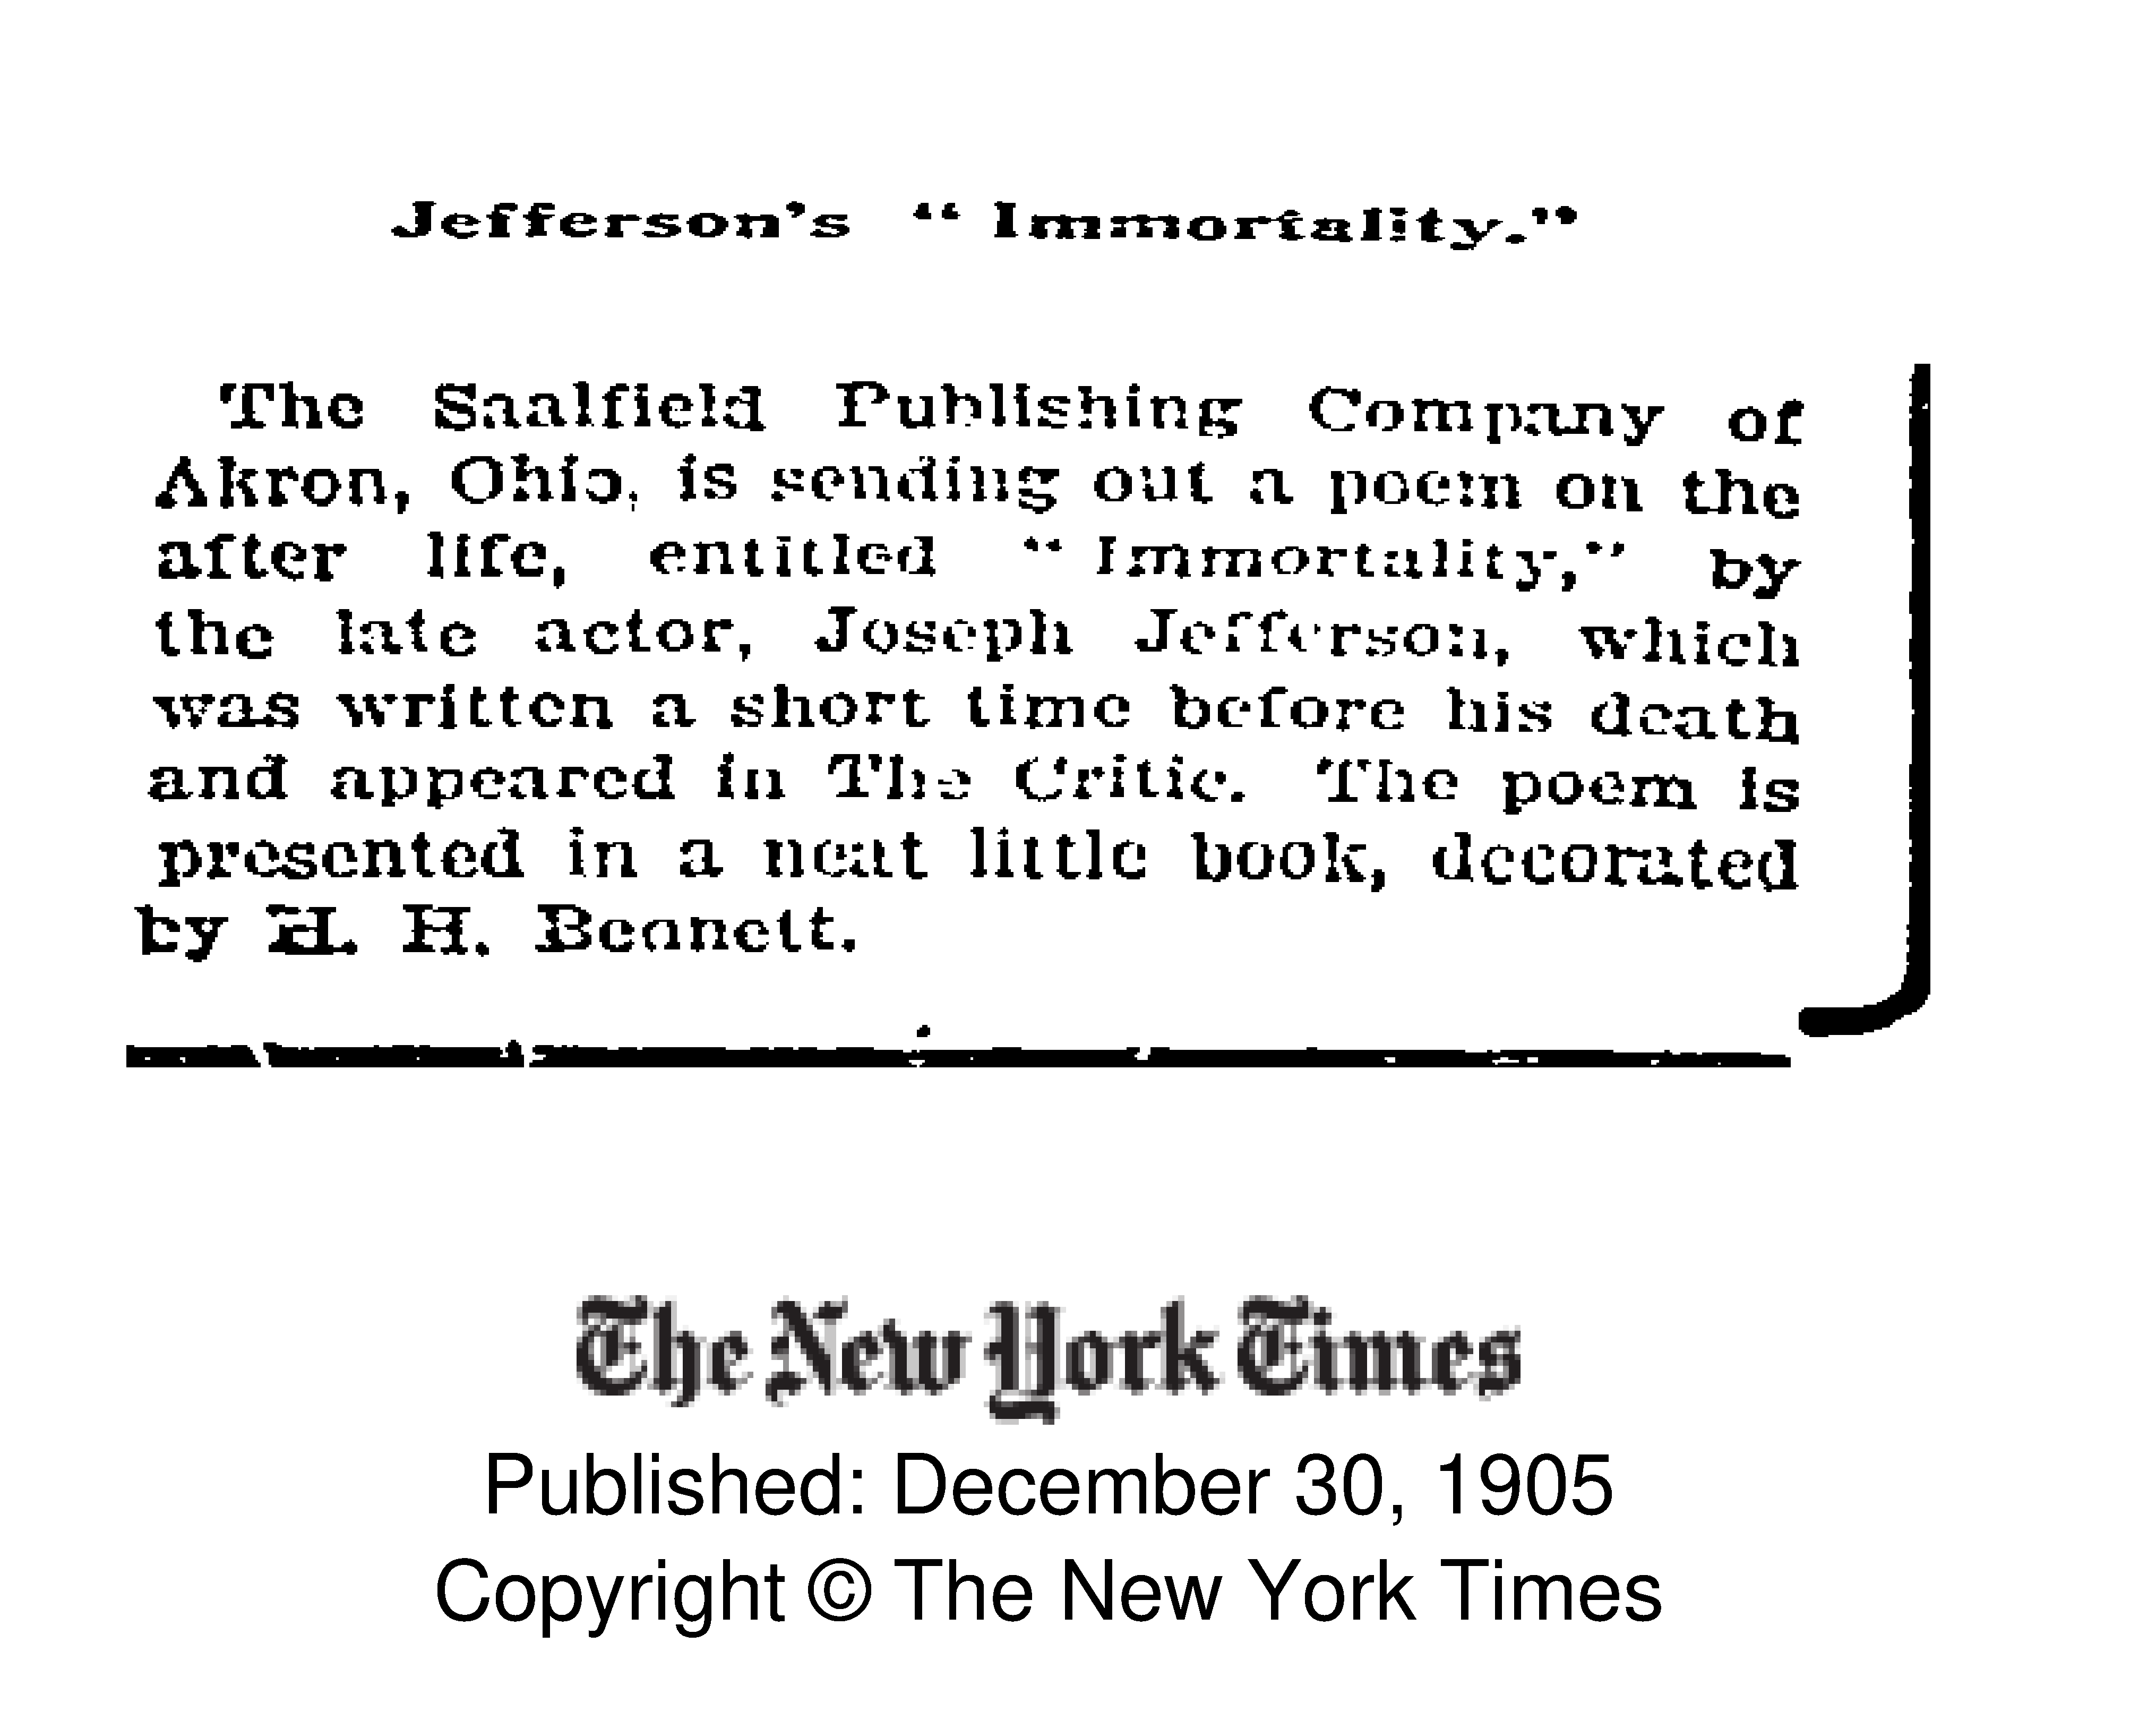 Jefferson's " Immortality."
The Saalfield Publishing Company of
Akron, Ohio, is sending out a poem on the
after life, entitled " Immortality," by
the late actor, Joseph Jefferson, which
was written a short time before his death
and appeared in The Critic. The poem is
presented in a neat little book, decorated
by H. H. Bennett.
The New York Times
Published: December 30, 1905
Copyright © The New York Times